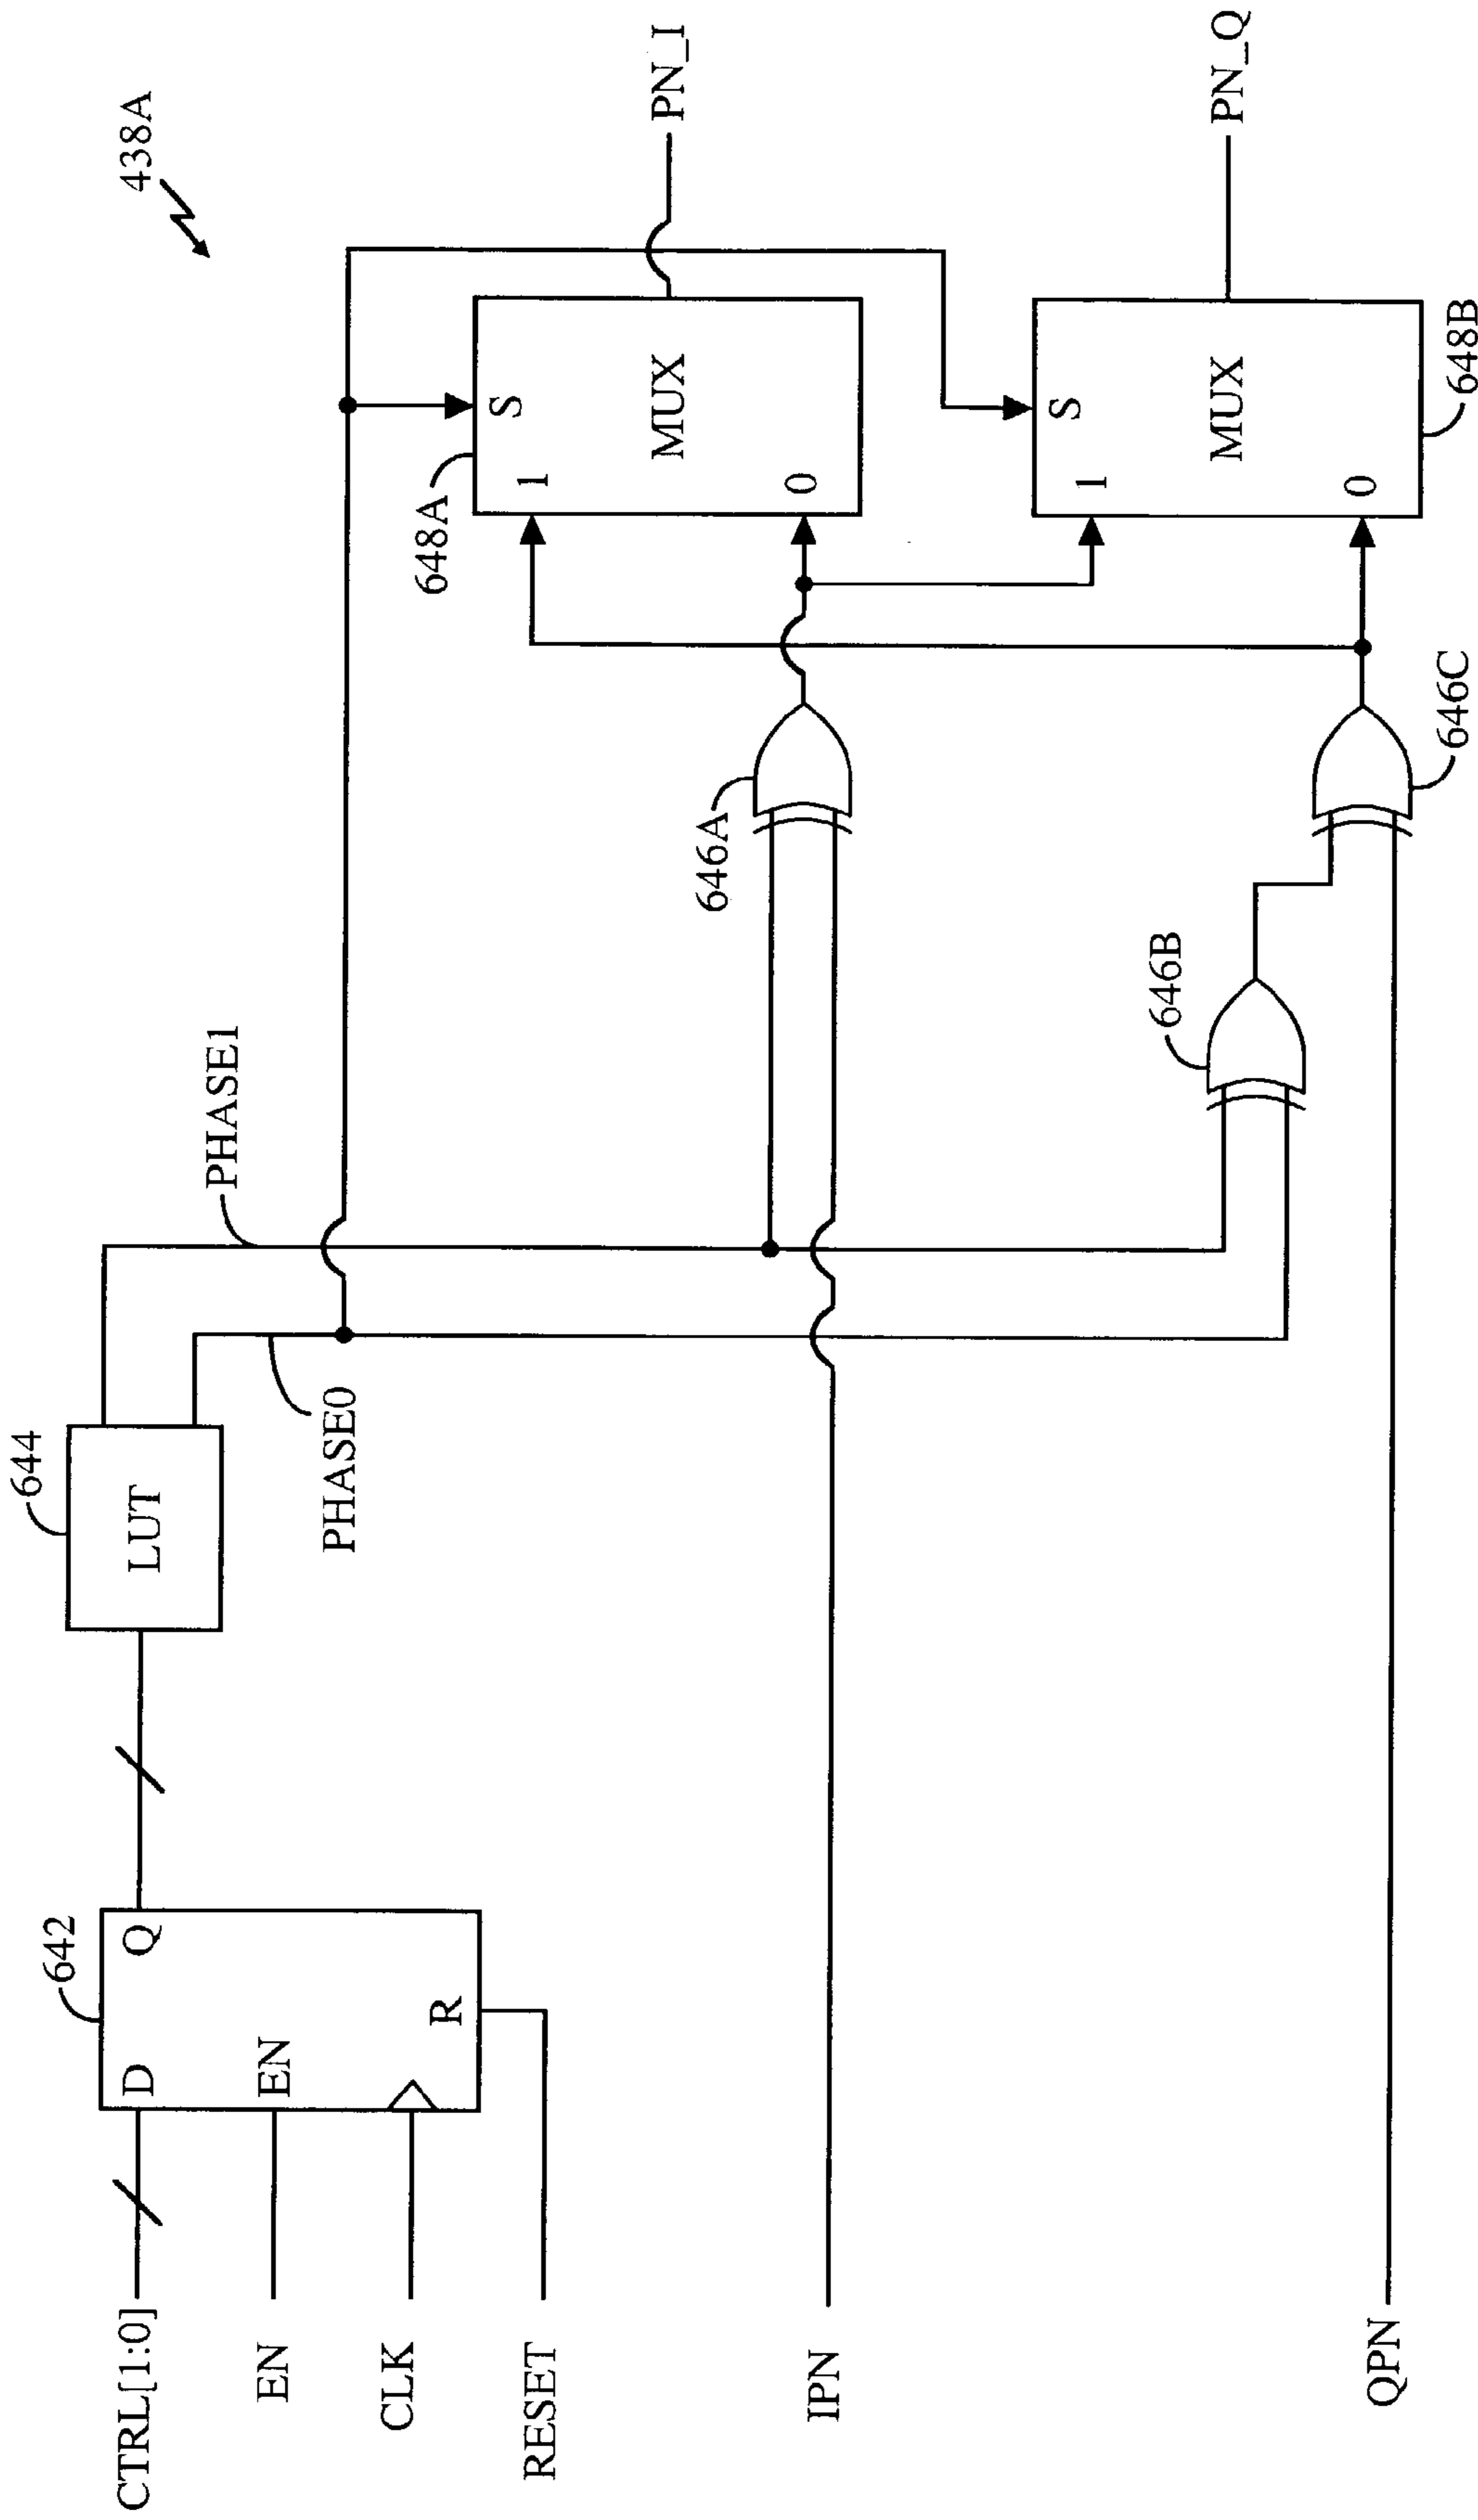 438A
644
LUT
PHASE1
PHASE0
642
D
Q
EN
R
CTRL[1:0]
EN
CLK
RESET
648A
S
1
MUX
0
PN_I
646A
IPN
646B
S
1
MUX
0
PN_Q
648B
646C
QPN